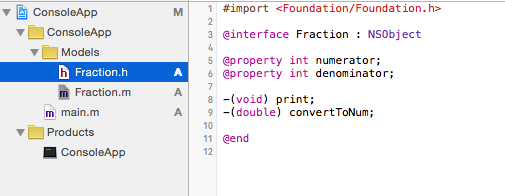 ConsoleApp M
ConsoleApp
Models
h Fraction.h A
m Fraction.m A
m main.m A
Products
ConsoleApp
1 #import <Foundation/Foundation.h>
2
3 @interface Fraction : NSObject
4
5 @property int numerator;
6 @property int denominator;
7
8 -(void) print;
9 -(double) convertToNum;
10
11 @end
12